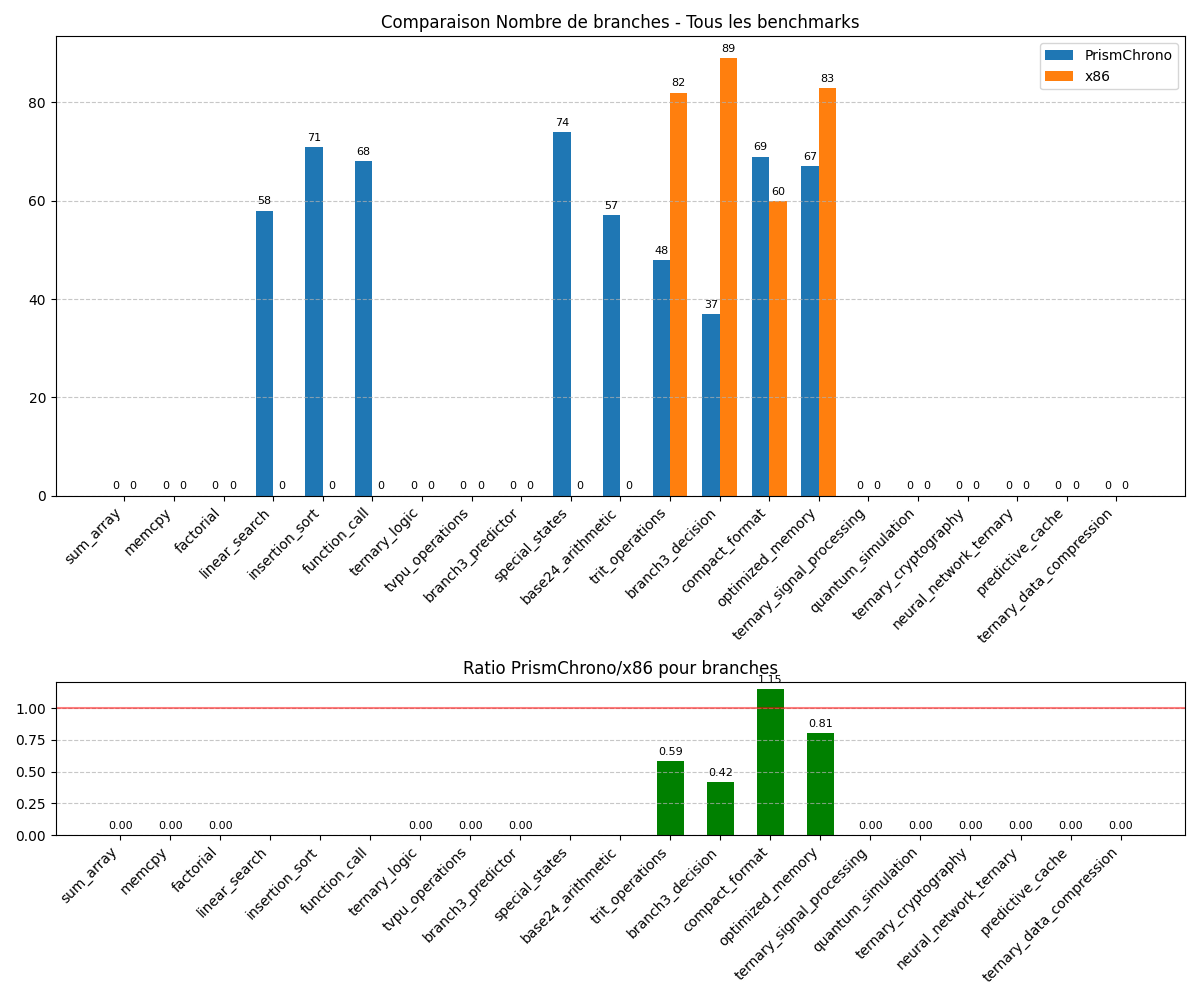 Comparaison Nombre de branches - Tous les benchmarks
PrismChrono
x86
80
60
40
20
0
0 0
0 0
0 0
58 0
71 0
68 0
0 0
0 0
0 0
74 0
57 0
48 82
37 89
69 60
67 83
0 0
0 0
0 0
0 0
0 0
0 0
sum_array
memcpy
factorial
linear_search
insertion_sort
function_call
ternary_logic
tvpu_operations
branch3_predictor
special_states
base24_arithmetic
trit_operations
branch3_decision
compact_format
optimized_memory
ternary_signal_processing
quantum_simulation
ternary_cryptography
neural_network_ternary
predictive_cache
ternary_data_compression
Ratio PrismChrono/x86 pour branches
1.00
0.75
0.50
0.25
0.00
0.00
0.00
0.00
0.00
0.00
0.00
0.59
0.42
1.15
0.81
0.00
0.00
0.00
0.00
0.00
0.00
sum_array
memcpy
factorial
linear_search
insertion_sort
function_call
ternary_logic
tvpu_operations
branch3_predictor
special_states
base24_arithmetic
trit_operations
branch3_decision
compact_format
optimized_memory
ternary_signal_processing
quantum_simulation
ternary_cryptography
neural_network_ternary
predictive_cache
ternary_data_compression